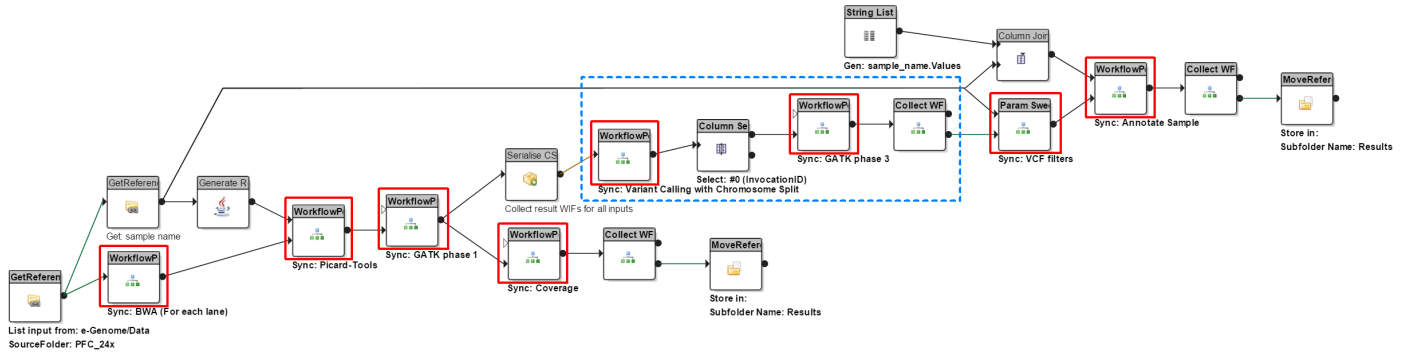 String List
Gen: sample_name.Values
Column Join
WorkflowP
Sync: Annotate Sample
Collect WF
MoveRefer
Store in:
Subfolder Name: Results
WorkflowP
Sync: Variant Calling with Chromosome Split
Column Se
Select: #0 (InvocationID)
WorkflowP
Sync: GATK phase 3
Collect WF
Param Swee
Sync: VCF filters
Serialise CS
Collect result WIFs for all inputs
GetReferenc
Get: sample name
Generate R
WorkflowP
Sync: Picard-Tools
WorkflowP
Sync: GATK phase 1
WorkflowP
Sync: Coverage
Collect WF
MoveRefer
Store in:
Subfolder Name: Results
GetReferen
List input from: e-Genome/Data
SourceFolder: PFC_24x
WorkflowP
Sync: BWA (For each lane)